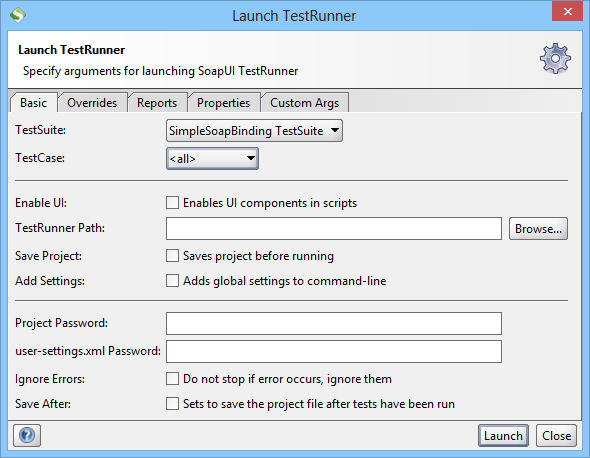 Launch TestRunner
Launch TestRunner
Specify arguments for launching SoapUI TestRunner
Basic Overrides Reports Properties Custom Args
TestSuite: SimpleSoapBinding TestSuite
TestCase: <all>
Enable UI: Enables UI components in scripts
TestRunner Path: Browse...
Save Project: Saves project before running
Add Settings: Adds global settings to command-line
Project Password:
user-settings.xml Password:
Ignore Errors: Do not stop if error occurs, ignore them
Save After: Sets to save the project file after tests have been run
? Launch Close